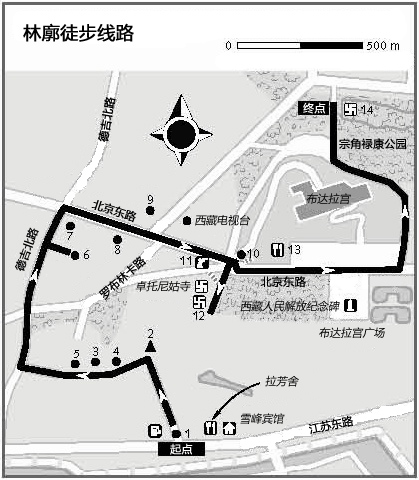 林廓徒步线路
0 500 m
终点 14
宗角禄康公园
德吉北路
布达拉宫
9
北京东路
西藏电视台
7
8
德吉北路
6
10
13
11
罗布林卡路
卓托尼姑寺
北京东路
12
西藏人民解放纪念碑
布达拉宫广场
2
5 3 4
拉芳舍
雪峰宾馆
江苏东路
1
起点